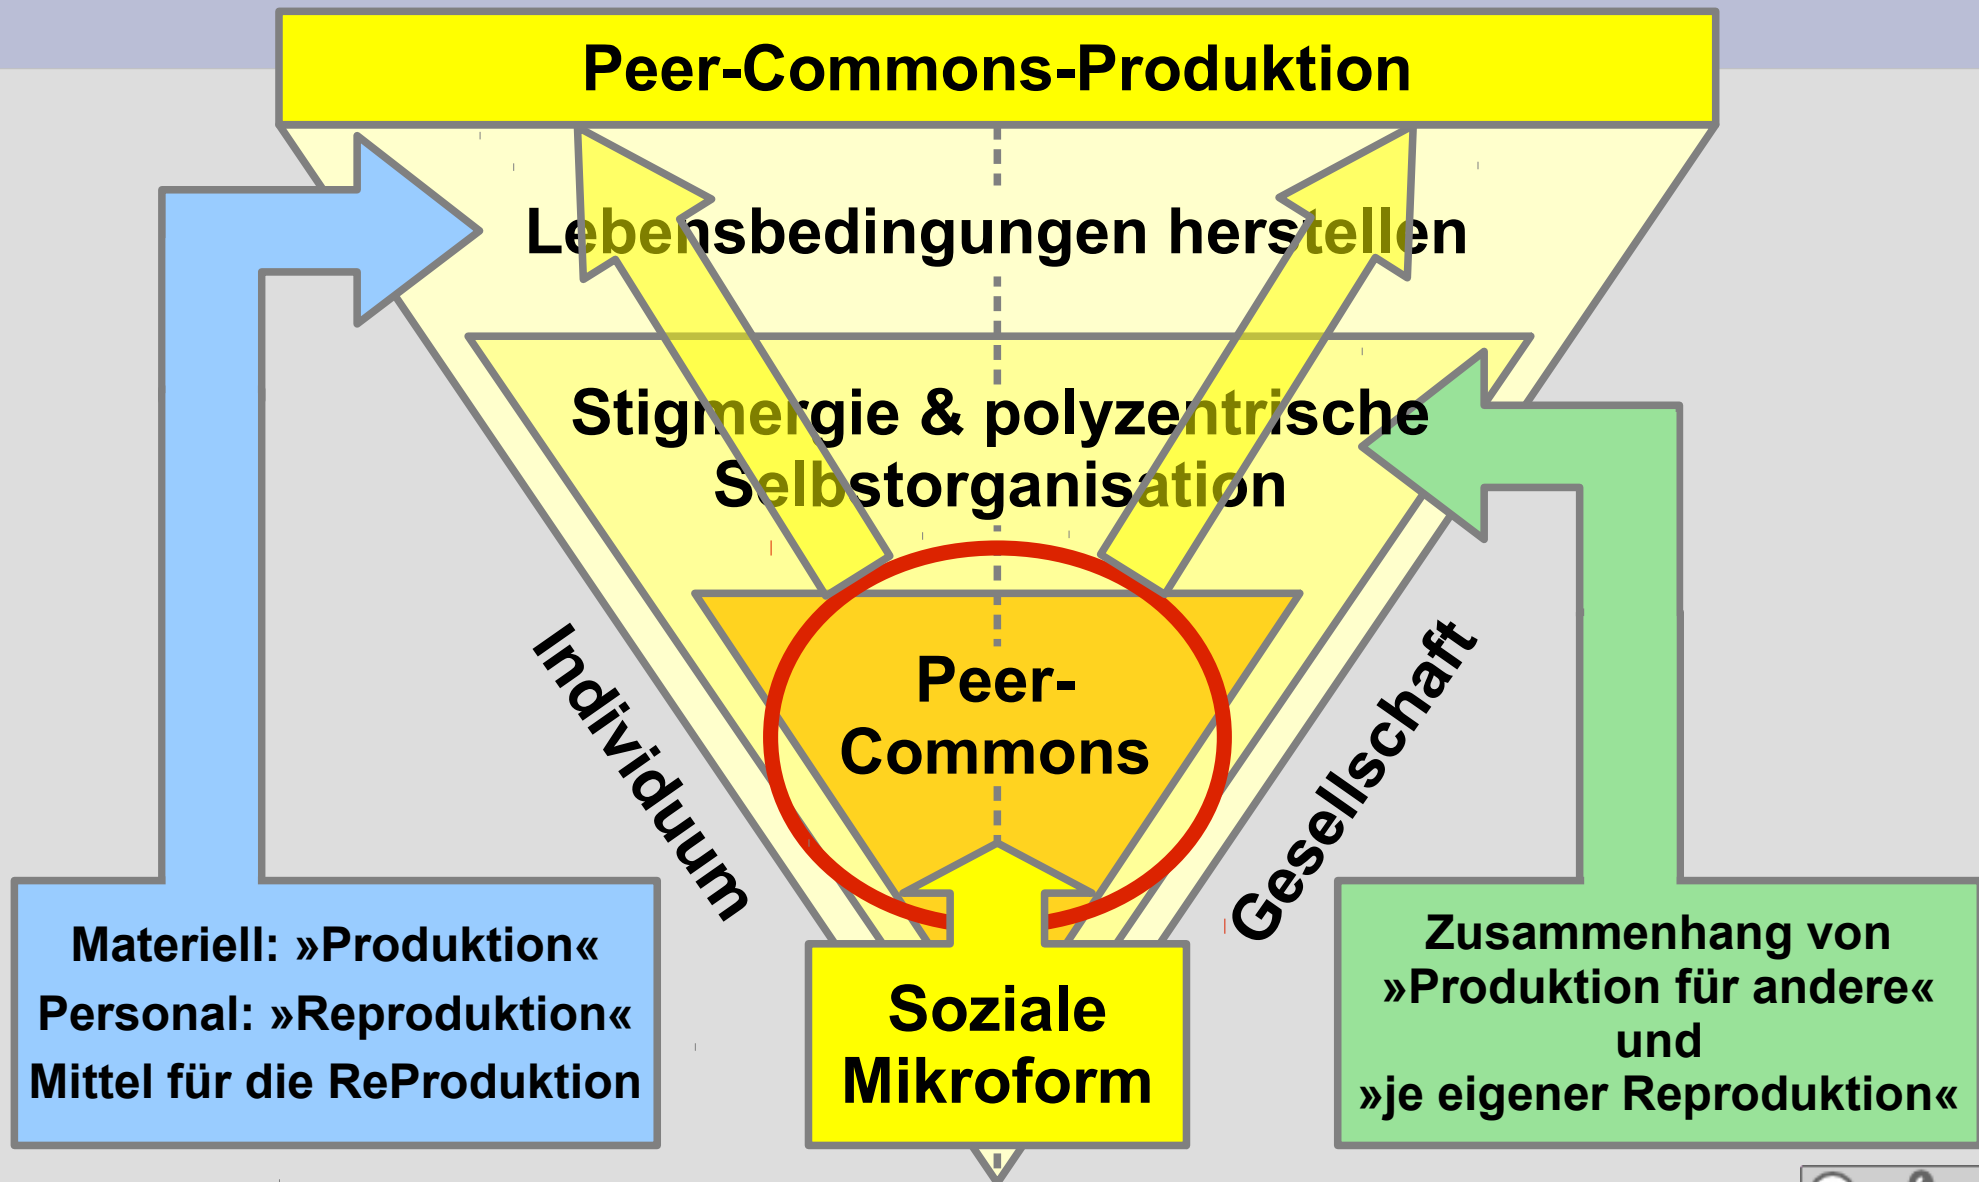 Peer-Commons-Produktion
Lebensbedingungen herstellen
Stigmergie & polyzentrische
Selbstorganisation
Peer-
Commons
Individuum
Gesellschaft
Materiell: »Produktion«
Personal: »Reproduktion«
Mittel für die ReProduktion
Soziale
Mikroform
Zusammenhang von
»Produktion für andere«
und
»je eigener Reproduktion«